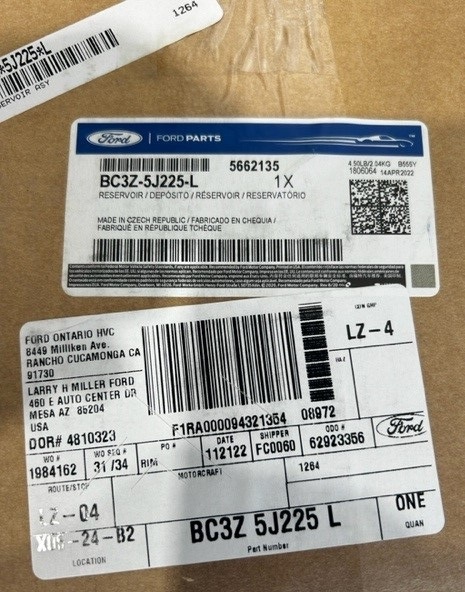 1264
*5J225*L
ERVOIR ASY
Ford FORD PARTS
5662135
BC3Z-5J225-L 1X
RESERVOIR / DEPÓSITO / RÉSERVOIR / RESERVATÓRIO
4.50LB/2.04KG B555Y
1806064 14APR2022
MADE IN CZECH REPUBLIC / FABRICADO EN CHEQUIA /
FABRIQUÉ EN RÉPUBLIQUE TCHÈQUE
FORD ONTARIO HVC
8449 Milliken Ave.
RANCHO CUCAMONGA CA
91730
LARRY H MILLER FORD
460 E AUTO CENTER DR
MESA AZ 85204
USA
DOR# 4810323
F1RA000094321354 08972
LZ-4
Ford
WO # 1984162
WO SEQ # 31 /34
PO # RIM
DATE 112122
SHIPPER FC0060
ODO # 62923356
ROUTE/STOP
LZ-04
MOTORCRAFT
1264
-24-B2
LOCATION
BC3Z 5J225 L
Part Number
ONE
QUAN